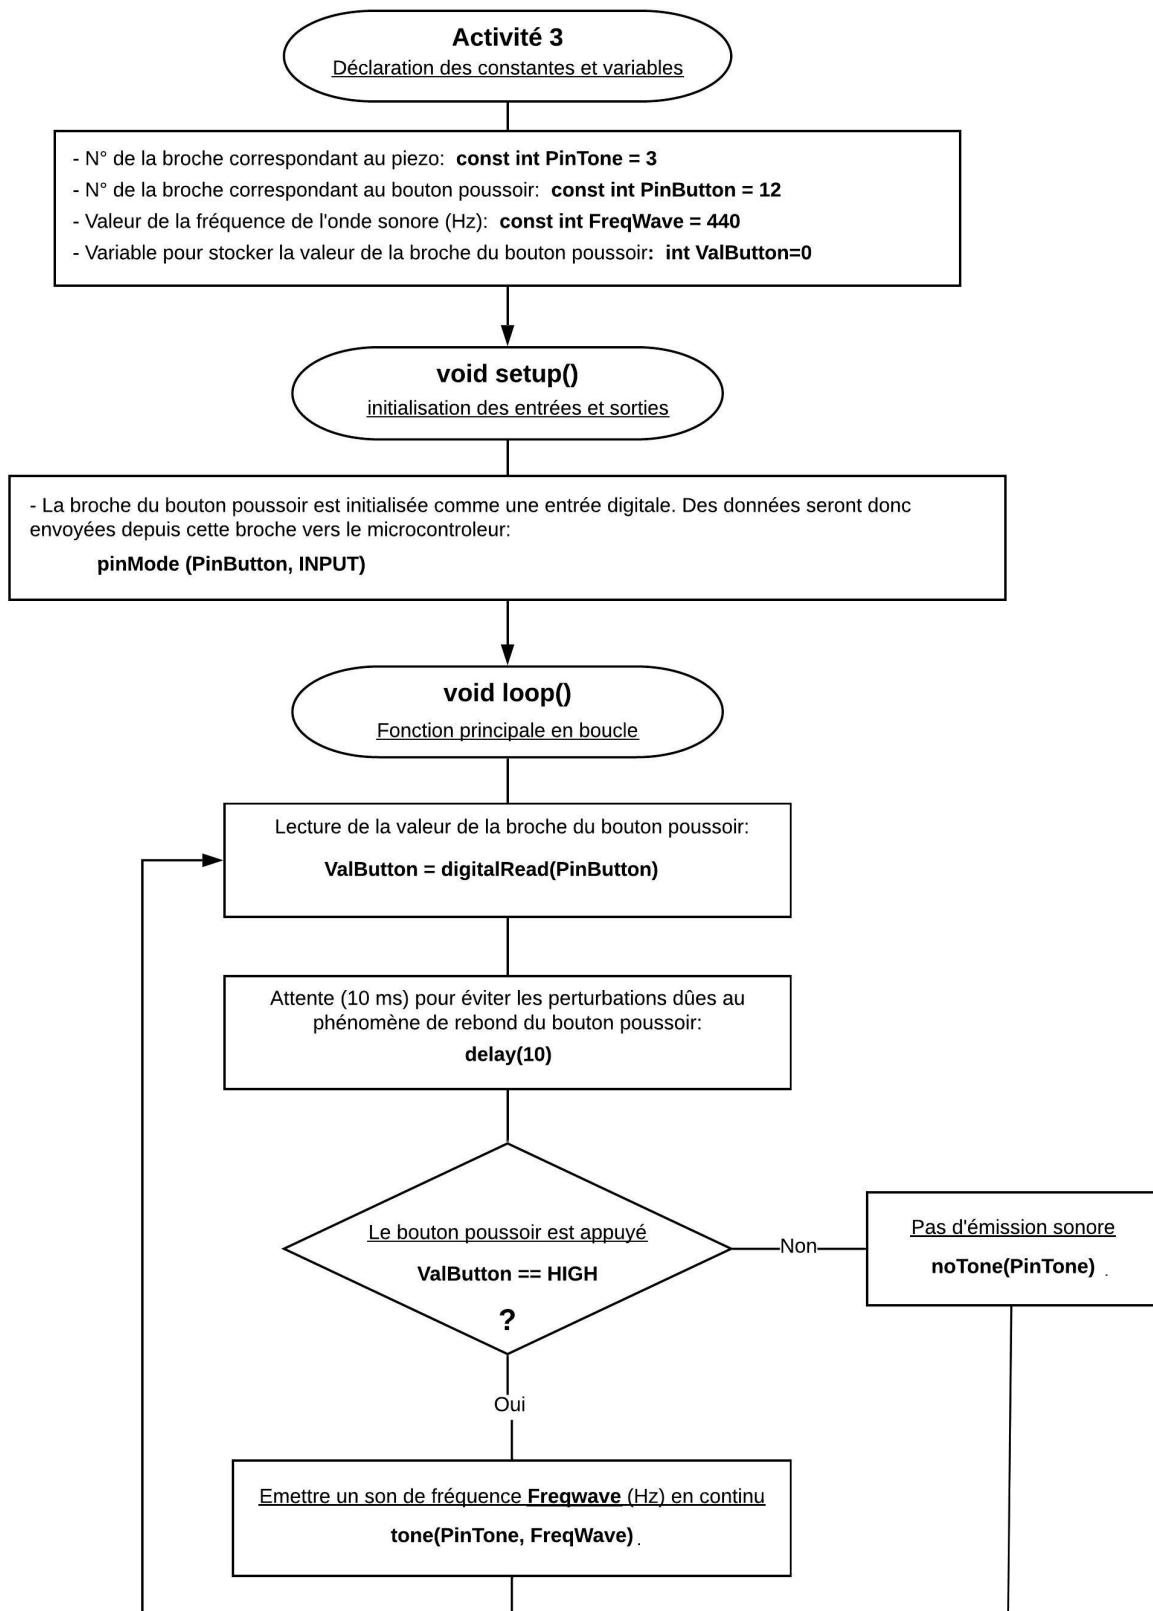 Activité 3
Déclaration des constantes et variables
- N° de la broche correspondant au piezo: const int PinTone = 3
- N° de la broche correspondant au bouton poussoir: const int PinButton = 12
- Valeur de la fréquence de l'onde sonore (Hz): const int FreqWave = 440
- Variable pour stocker la valeur de la broche du bouton poussoir: int ValButton=0
void setup()
initialisation des entrées et sorties
- La broche du bouton poussoir est initialisée comme une entrée digitale. Des données seront donc
envoyées depuis cette broche vers le microcontroleur:
pinMode (PinButton, INPUT)
void loop()
Fonction principale en boucle
Lecture de la valeur de la broche du bouton poussoir:
ValButton = digitalRead(PinButton)
Attente (10 ms) pour éviter les perturbations dûes au
phénomène de rebond du bouton poussoir:
delay(10)
Le bouton poussoir est appuyé
ValButton == HIGH
?
Non
Pas d'émission sonore
noTone(PinTone) .
Oui
Emettre un son de fréquence Freqwave (Hz) en continu
tone(PinTone, FreqWave) .